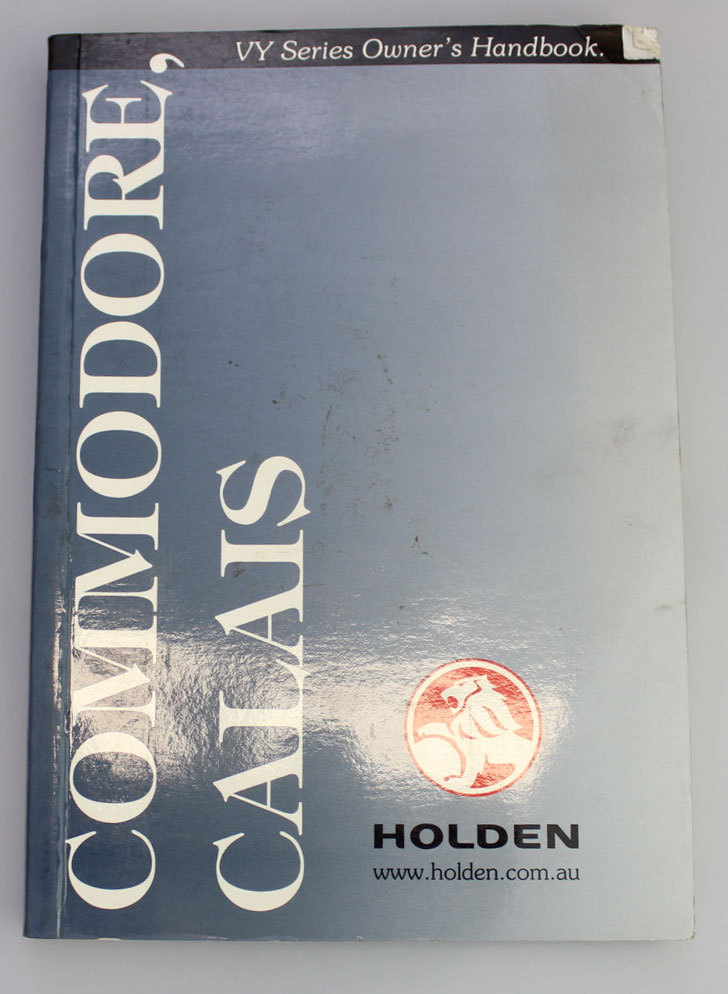 VY Series Owner's Handbook.
COMMODORE,
CALAIS
HOLDEN
www.holden.com.au